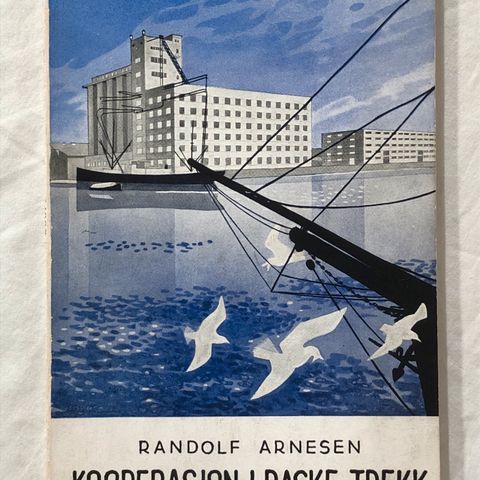 RANDOLF ARNESEN
KOOPERASJON I RASKE TREKK